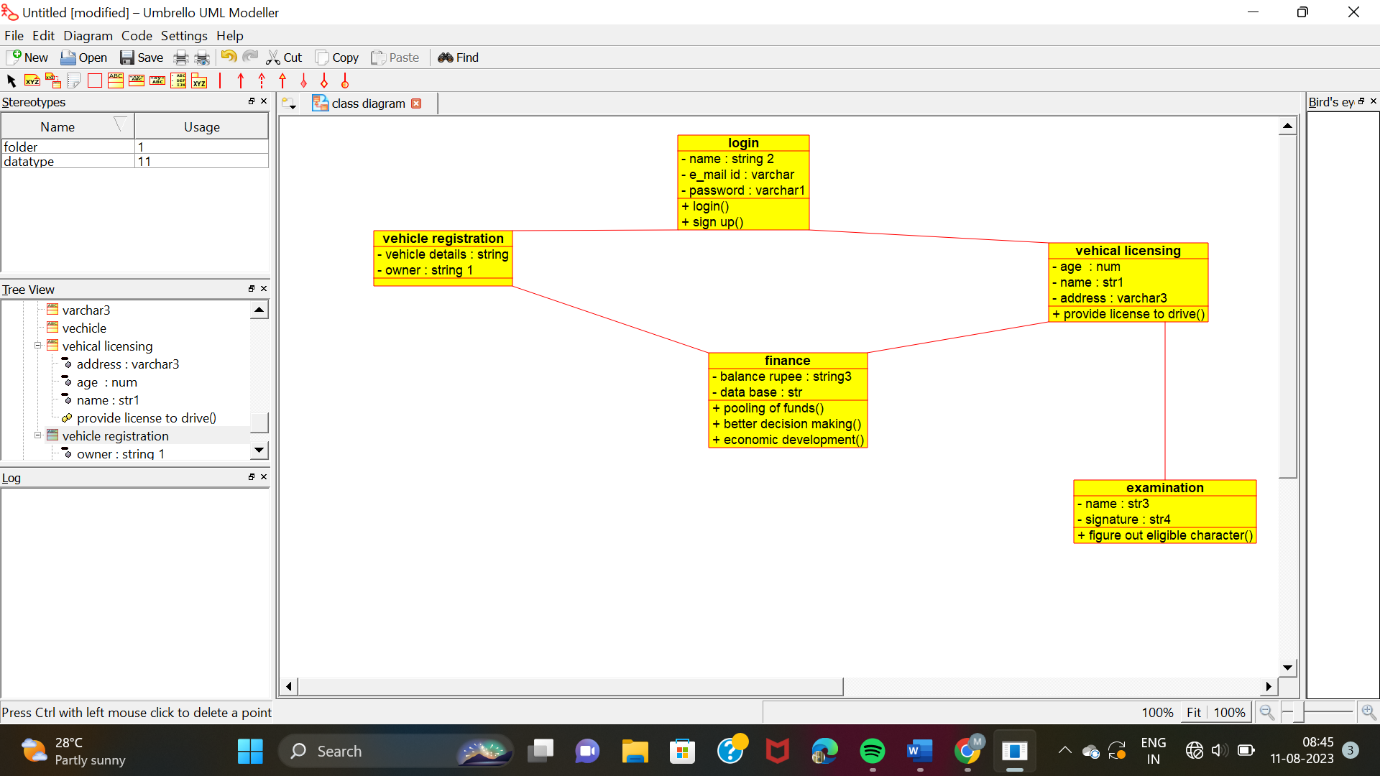 Untitled [modified] – Umbrello UML Modeller
File Edit Diagram Code Settings Help
New Open Save Cut Copy Paste Find
Stereotypes
Name Usage
folder 1
datatype 11
class diagram
Bird's ey
login
- name : string 2
- e_mail id : varchar
- password : varchar1
+ login()
+ sign up()
vehicle registration
- vehicle details : string
- owner : string 1
vehical licensing
- age : num
- name : str1
- address : varchar3
+ provide license to drive()
finance
- balance rupee : string3
- data base : str
+ pooling of funds()
+ better decision making()
+ economic development()
examination
- name : str3
- signature : str4
+ figure out eligible character()
Tree View
varchar3
vechicle
vehical licensing
address : varchar3
age : num
name : str1
provide license to drive()
vehicle registration
owner : string 1
Log
Press Ctrl with left mouse click to delete a point
100% Fit 100%
28°C
Partly sunny
Search
ENG
IN
08:45
11-08-2023
3